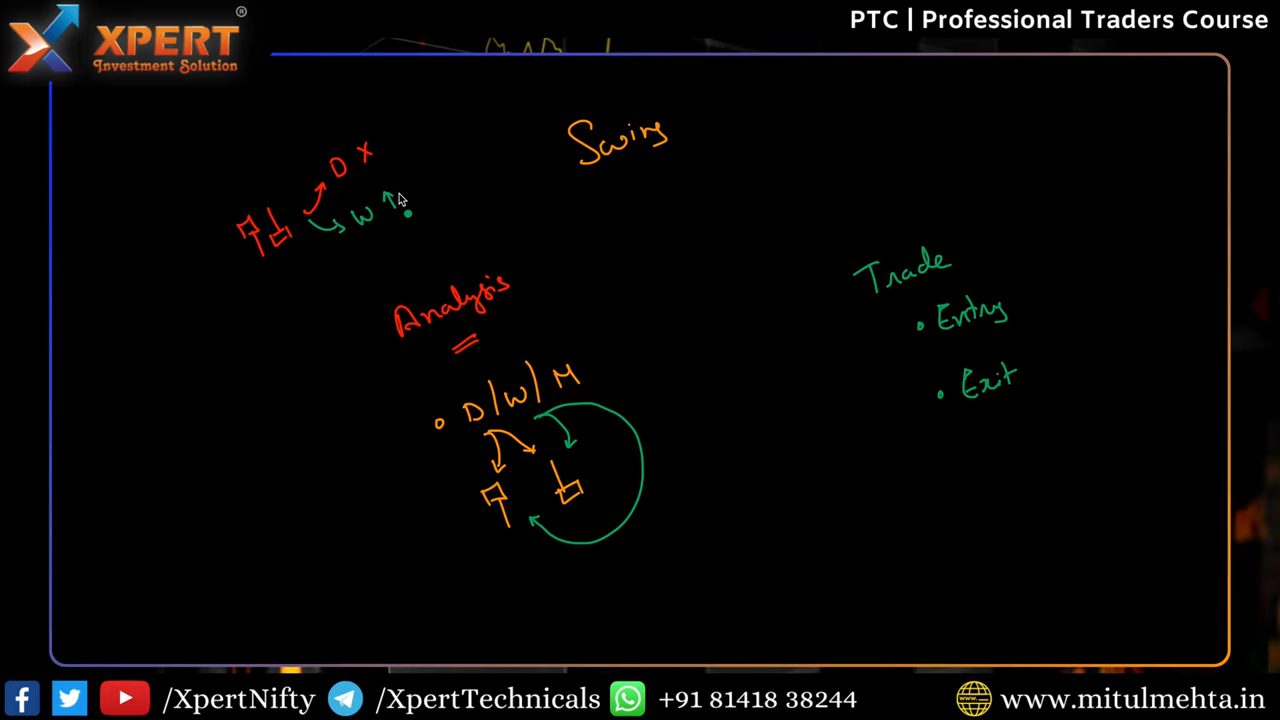 XPERT ®
Investment Solution
PTC | Professional Traders Course
Swing
D X
W
Analysis
D/W/M
Trade
• Entry
• Exit
/XpertNifty
/XpertTechnicals
+91 81418 38244
www.mitulmehta.in